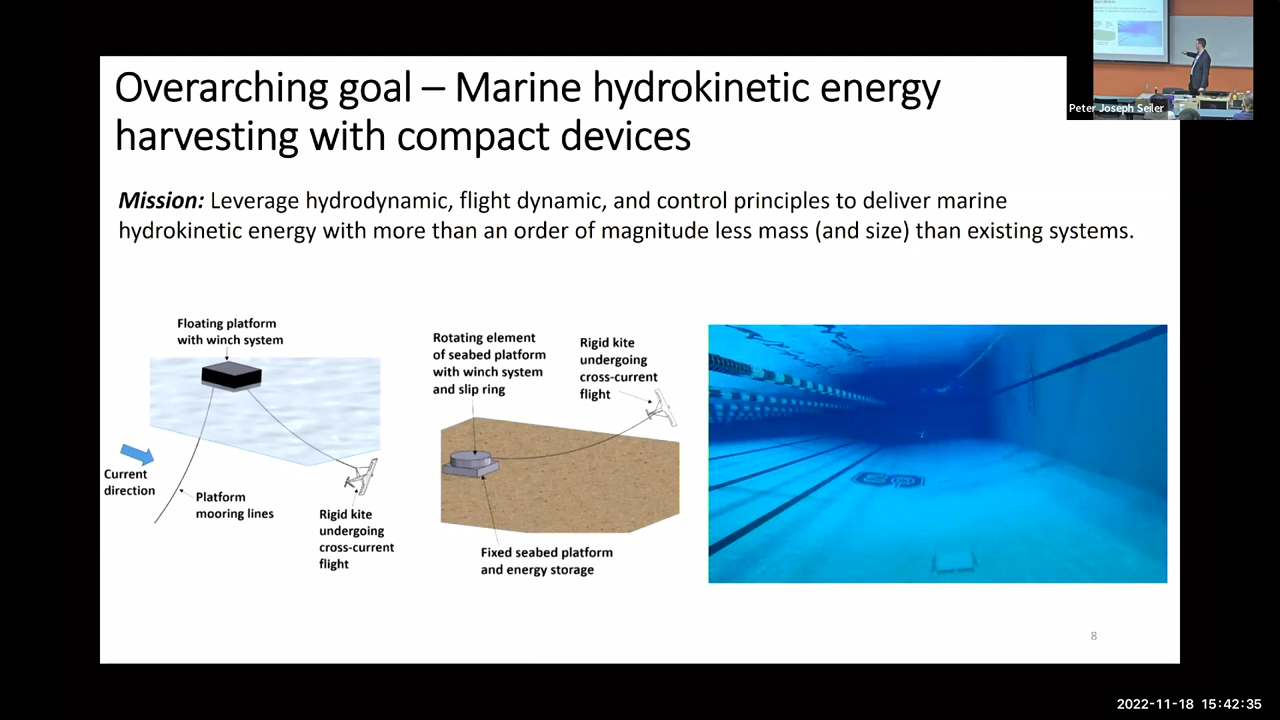 Overarching goal – Marine hydrokinetic energy
harvesting with compact devices
Peter Joseph Seiler
Mission: Leverage hydrodynamic, flight dynamic, and control principles to deliver marine
hydrokinetic energy with more than an order of magnitude less mass (and size) than existing systems.
Floating platform
with winch system
Current
direction
Platform
mooring lines
Rigid kite
undergoing
cross-current
flight
Rotating element
of seabed platform
with winch system
and slip ring
Rigid kite
undergoing
cross-current
flight
Fixed seabed platform
and energy storage
8
2022-11-18 15:42:35